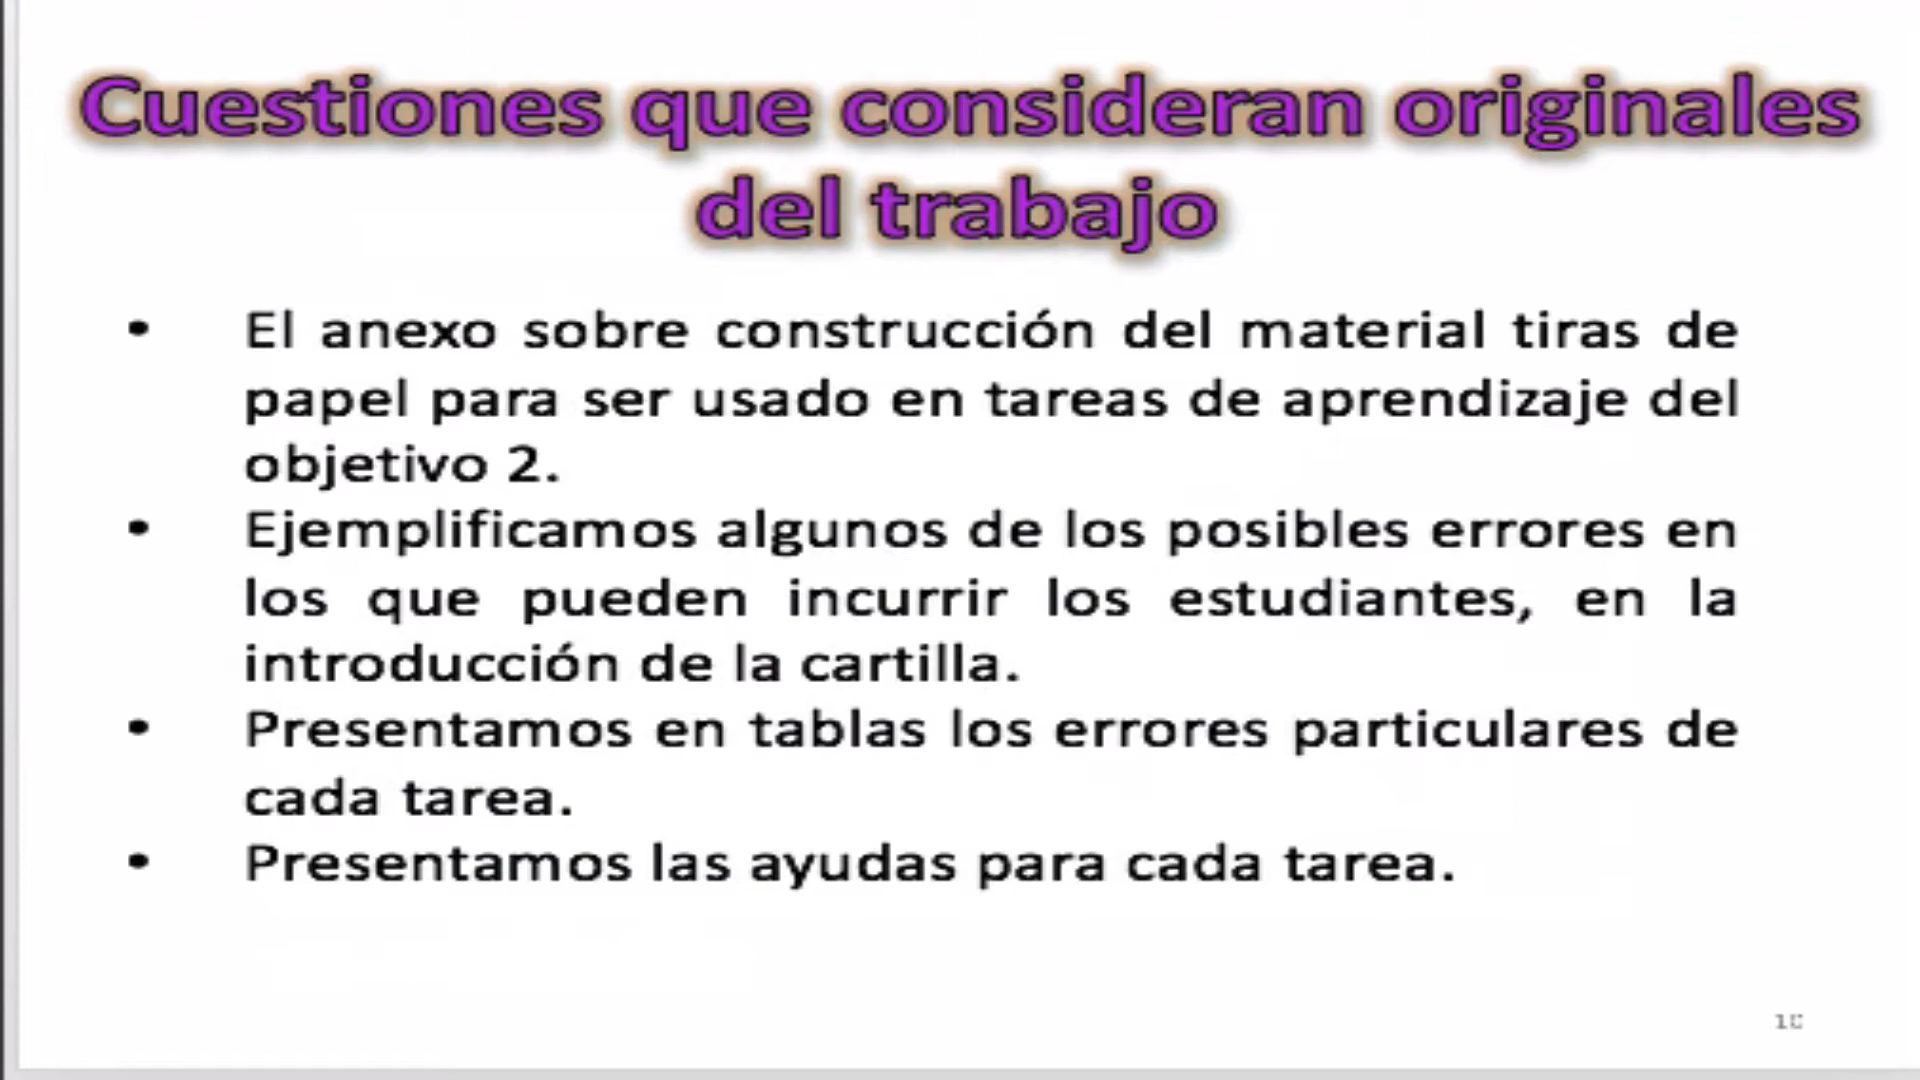 Cuestiones que consideran originales
del trabajo
• El anexo sobre construcción del material tiras de
papel para ser usado en tareas de aprendizaje del
objetivo 2.
• Ejemplificamos algunos de los posibles errores en
los que pueden incurrir los estudiantes, en la
introducción de la cartilla.
• Presentamos en tablas los errores particulares de
cada tarea.
• Presentamos las ayudas para cada tarea.